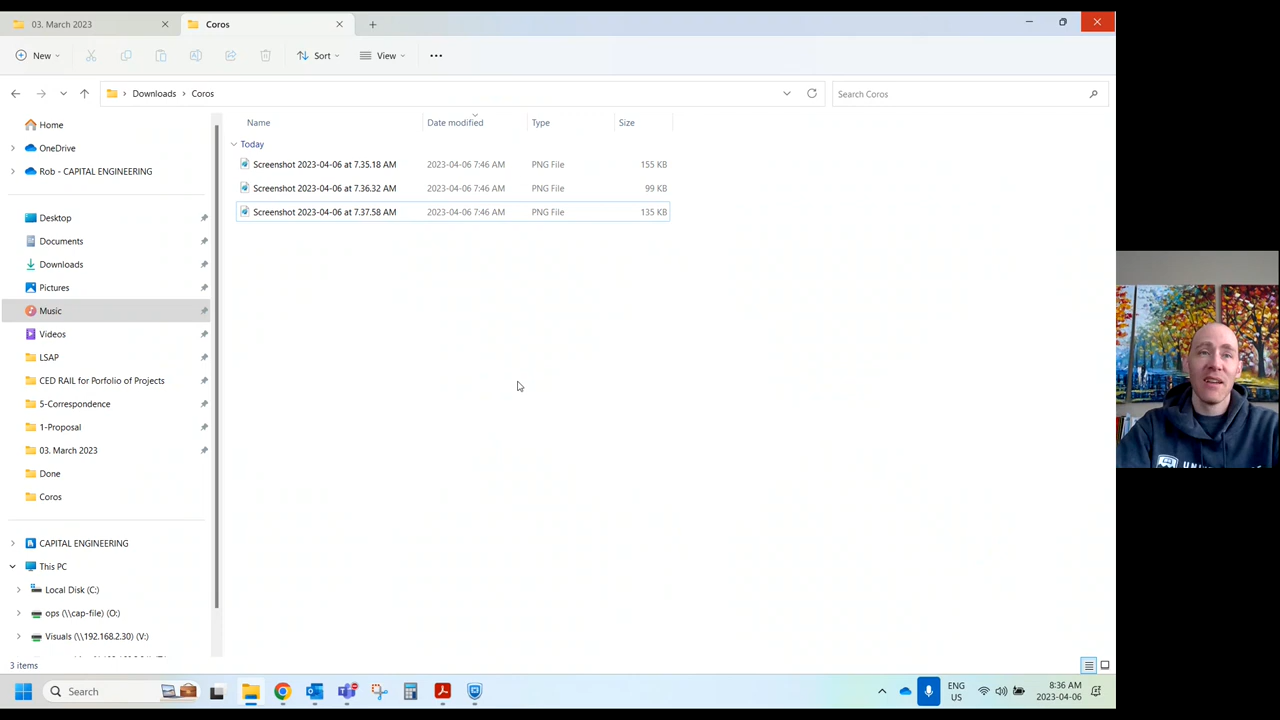 03. March 2023
Coros
New
Sort
View
Downloads > Coros
Search Coros
Name Date modified Type Size
Today
Screenshot 2023-04-06 at 7.35.18 AM 2023-04-06 7:46 AM PNG File 155 KB
Screenshot 2023-04-06 at 7.36.32 AM 2023-04-06 7:46 AM PNG File 99 KB
Screenshot 2023-04-06 at 7.37.58 AM 2023-04-06 7:46 AM PNG File 135 KB
Home
OneDrive
Rob - CAPITAL ENGINEERING
Desktop
Documents
Downloads
Pictures
Music
Videos
LSAP
CED RAIL for Porfolio of Projects
5-Correspondence
1-Proposal
03. March 2023
Done
Coros
CAPITAL ENGINEERING
This PC
Local Disk (C:)
ops (\\cap-file) (O:)
Visuals (\\192.168.2.30) (V:)
3 items
Search
ENG
US
8:36 AM
2023-04-06